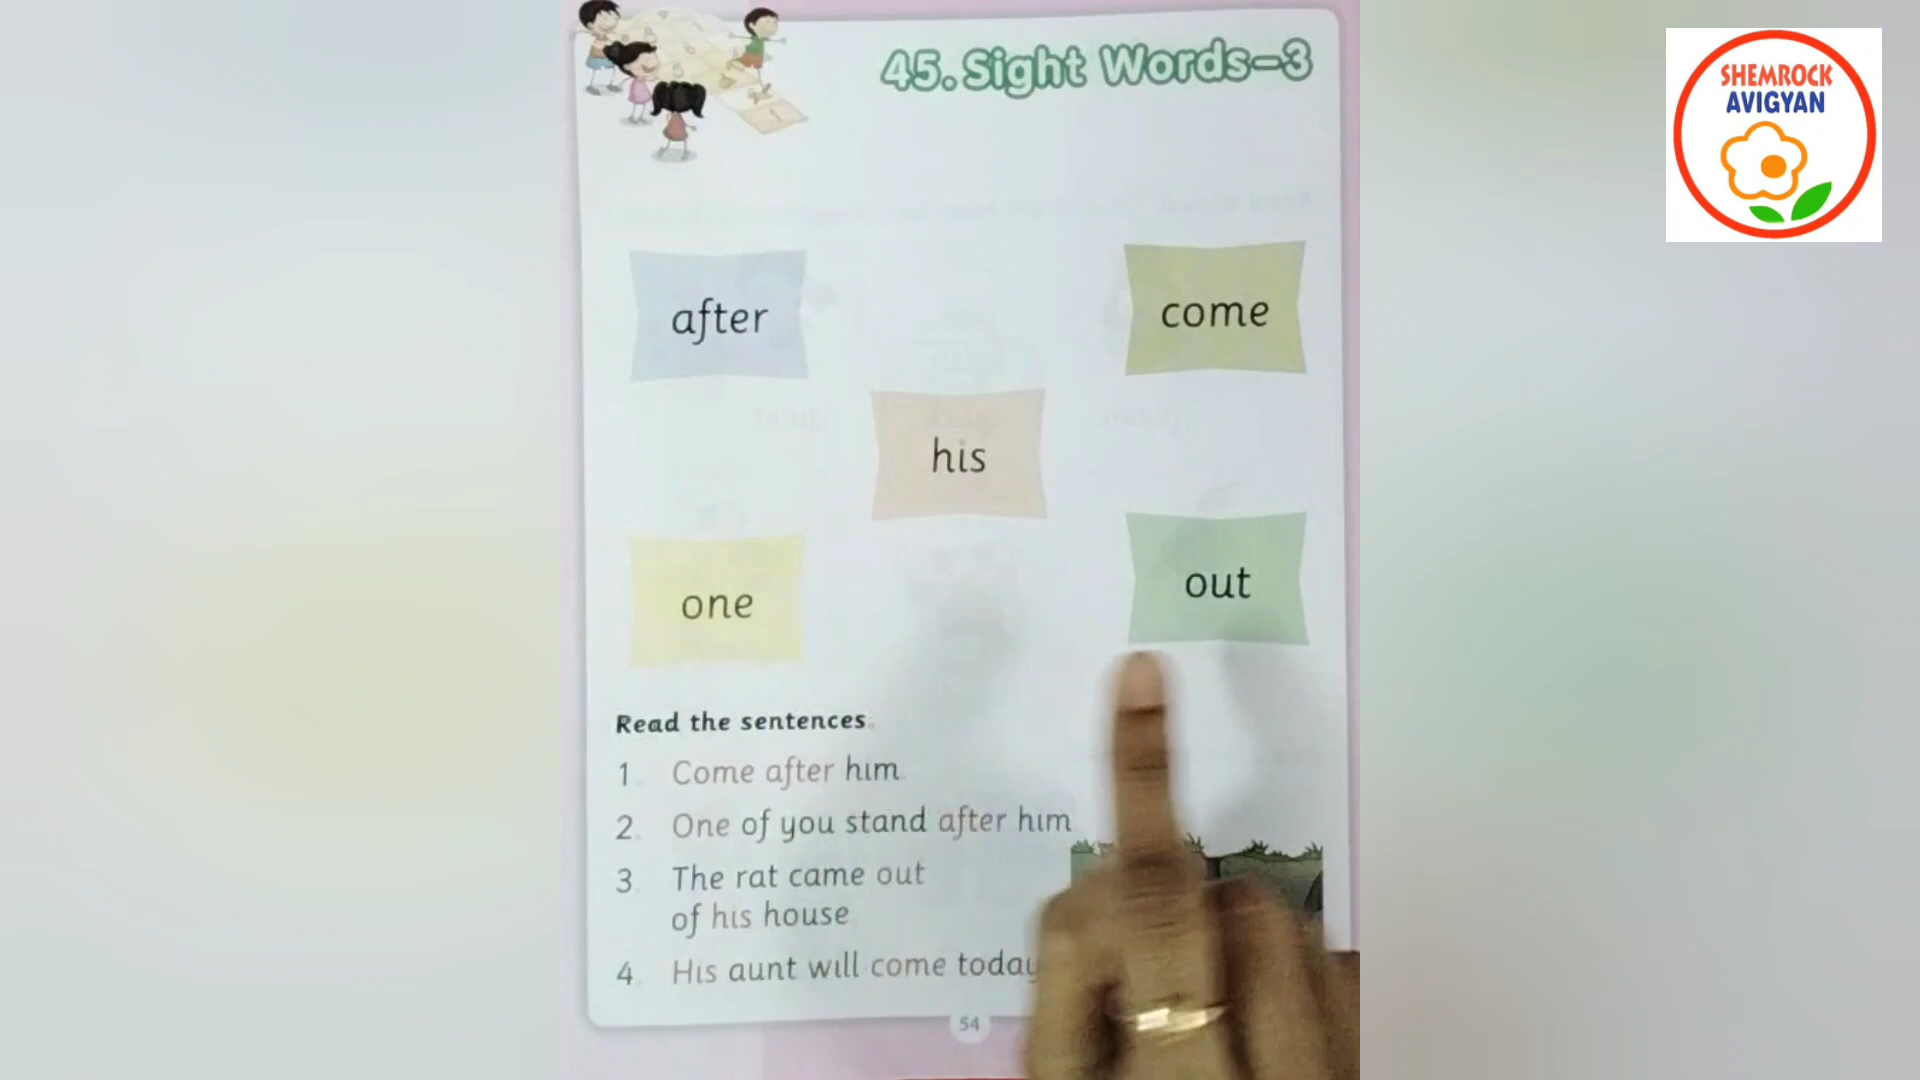 45. Sight Words-3
SHEMROCK
AVIGYAN
after
come
his
one
out
Read the sentences.
1. Come after him.
2. One of you stand after him
3. The rat came out
of his house
4. His aunt will come today
54